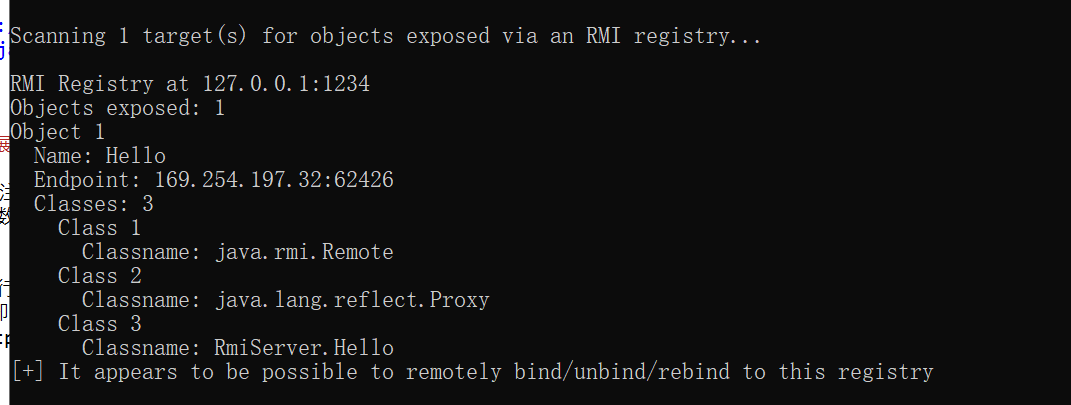 Scanning 1 target(s) for objects exposed via an RMI registry...
RMI Registry at 127.0.0.1:1234
Objects exposed: 1
Object 1
Name: Hello
Endpoint: 169.254.197.32:62426
Classes: 3
Class 1
Classname: java.rmi.Remote
Class 2
Classname: java.lang.reflect.Proxy
Class 3
Classname: RmiServer.Hello
[+] It appears to be possible to remotely bind/unbind/rebind to this registry